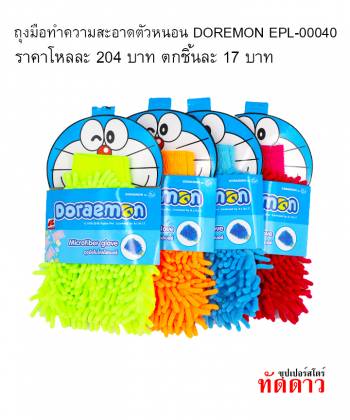 ถุงมือทำความสะอาดตัวหนอน DOREMON EPL-00040
ราคาโหลละ 204 บาท ตกชิ้นละ 17 บาท
Doraemon
Microfiber glove
ซุปเปอร์สโตร์
ทัดดาว